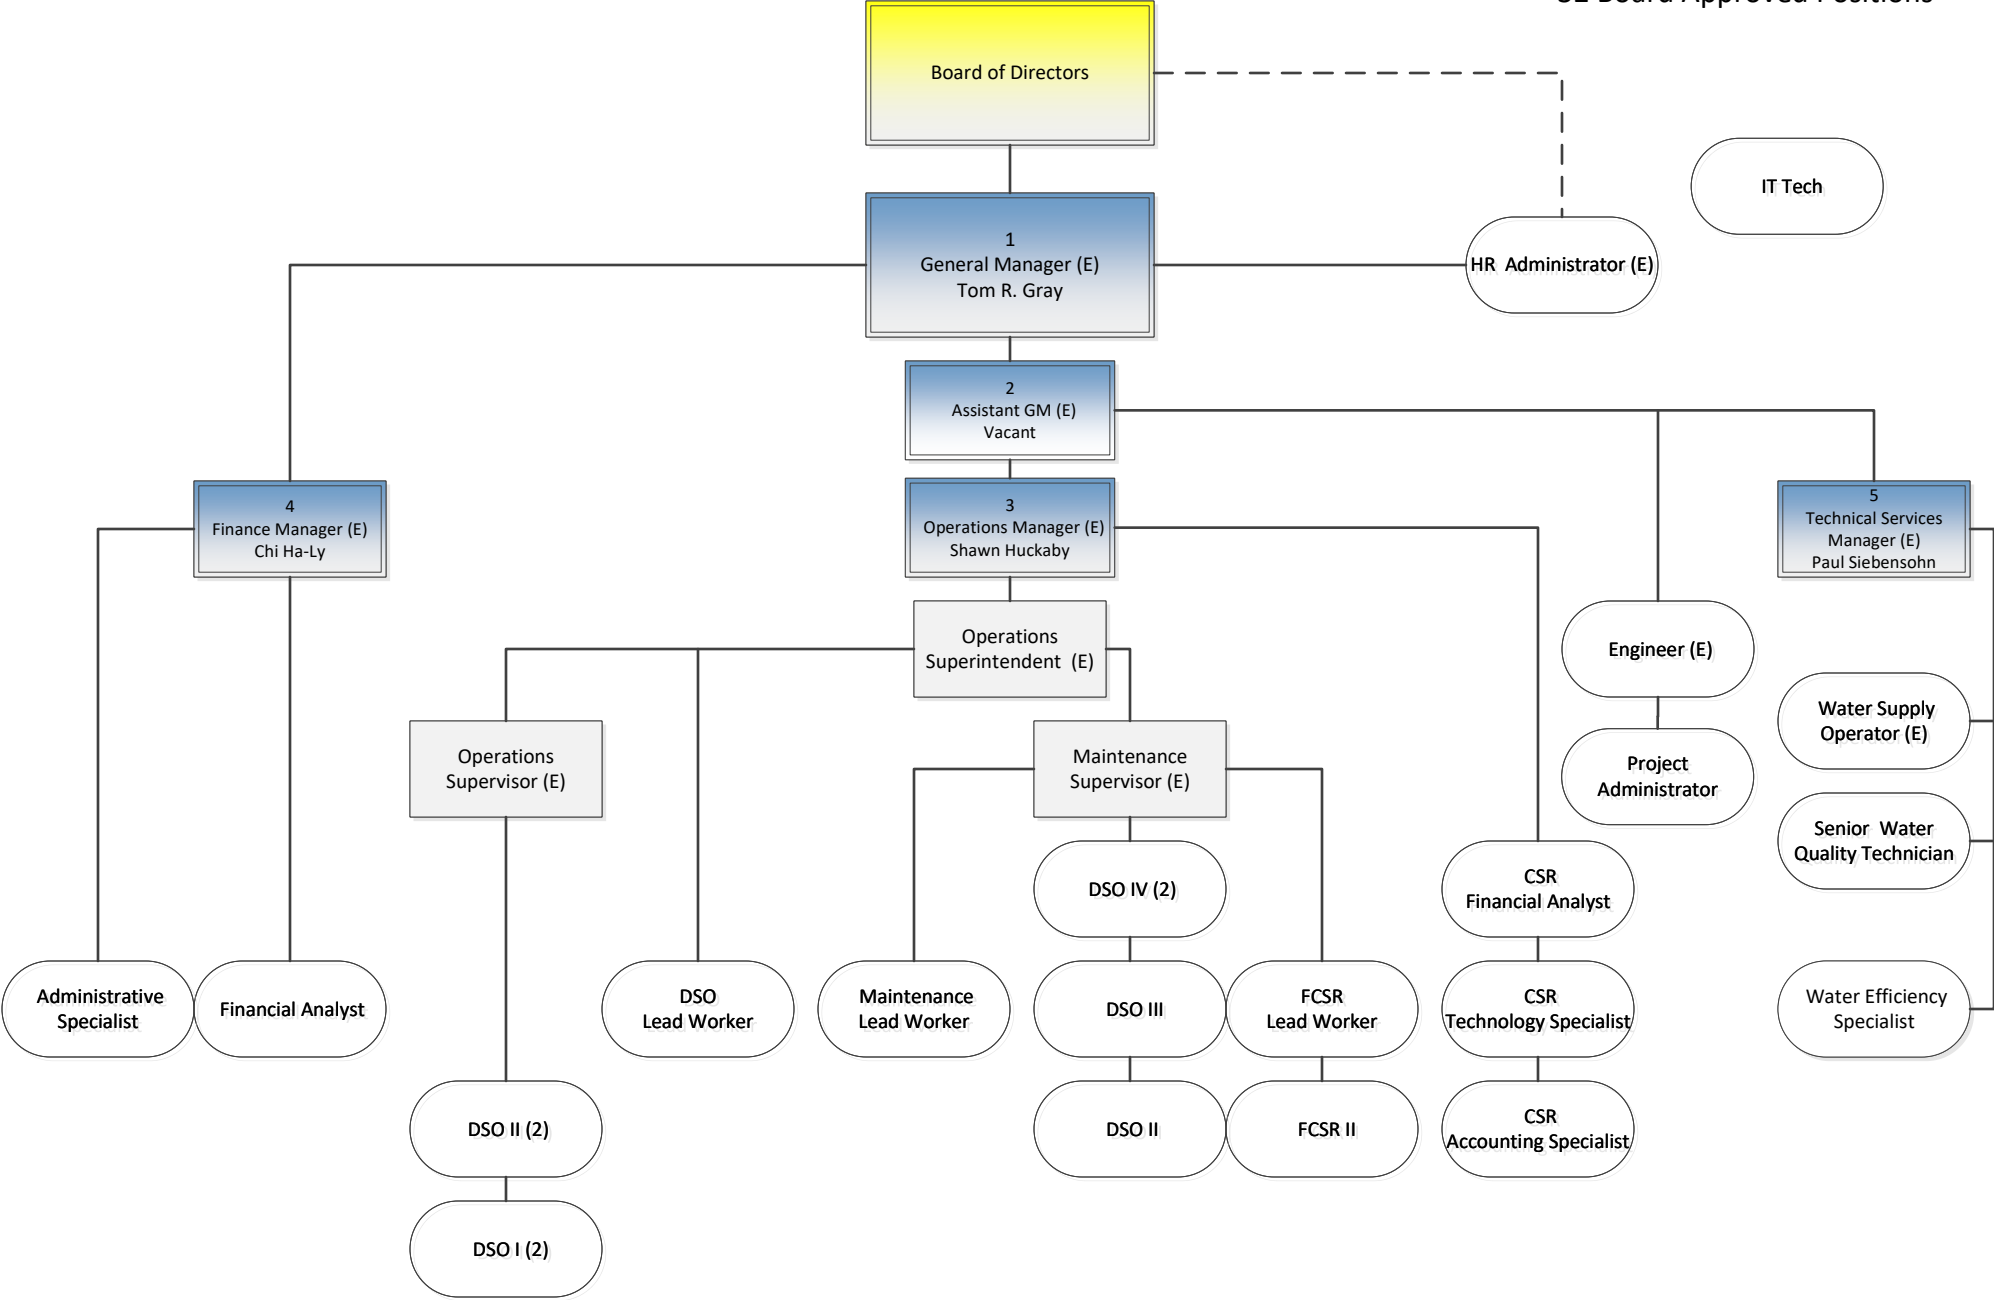 Board Approved Positions
Board of Directors
IT Tech
1
General Manager (E)
Tom R. Gray
HR  Administrator (E)
2
Assistant GM (E)
Vacant
4
Finance Manager (E)
Chi Ha-Ly
3
Operations Manager (E)
Shawn Huckaby
5
Technical Services
Manager (E)
Paul Siebensohn
Operations
Superintendent  (E)
Engineer (E)
Operations
Supervisor (E)
Maintenance
Supervisor (E)
Water Supply
Operator (E)
Project
Administrator
Senior  Water
Quality Technician
DSO IV (2)
CSR
Financial Analyst
Administrative
Specialist
Financial Analyst
DSO
Lead Worker
Maintenance
Lead Worker
DSO III
FCSR
Lead Worker
CSR
Technology Specialist
Water Efficiency
Specialist
DSO II (2)
DSO II
FCSR II
CSR
Accounting Specialist
DSO I (2)